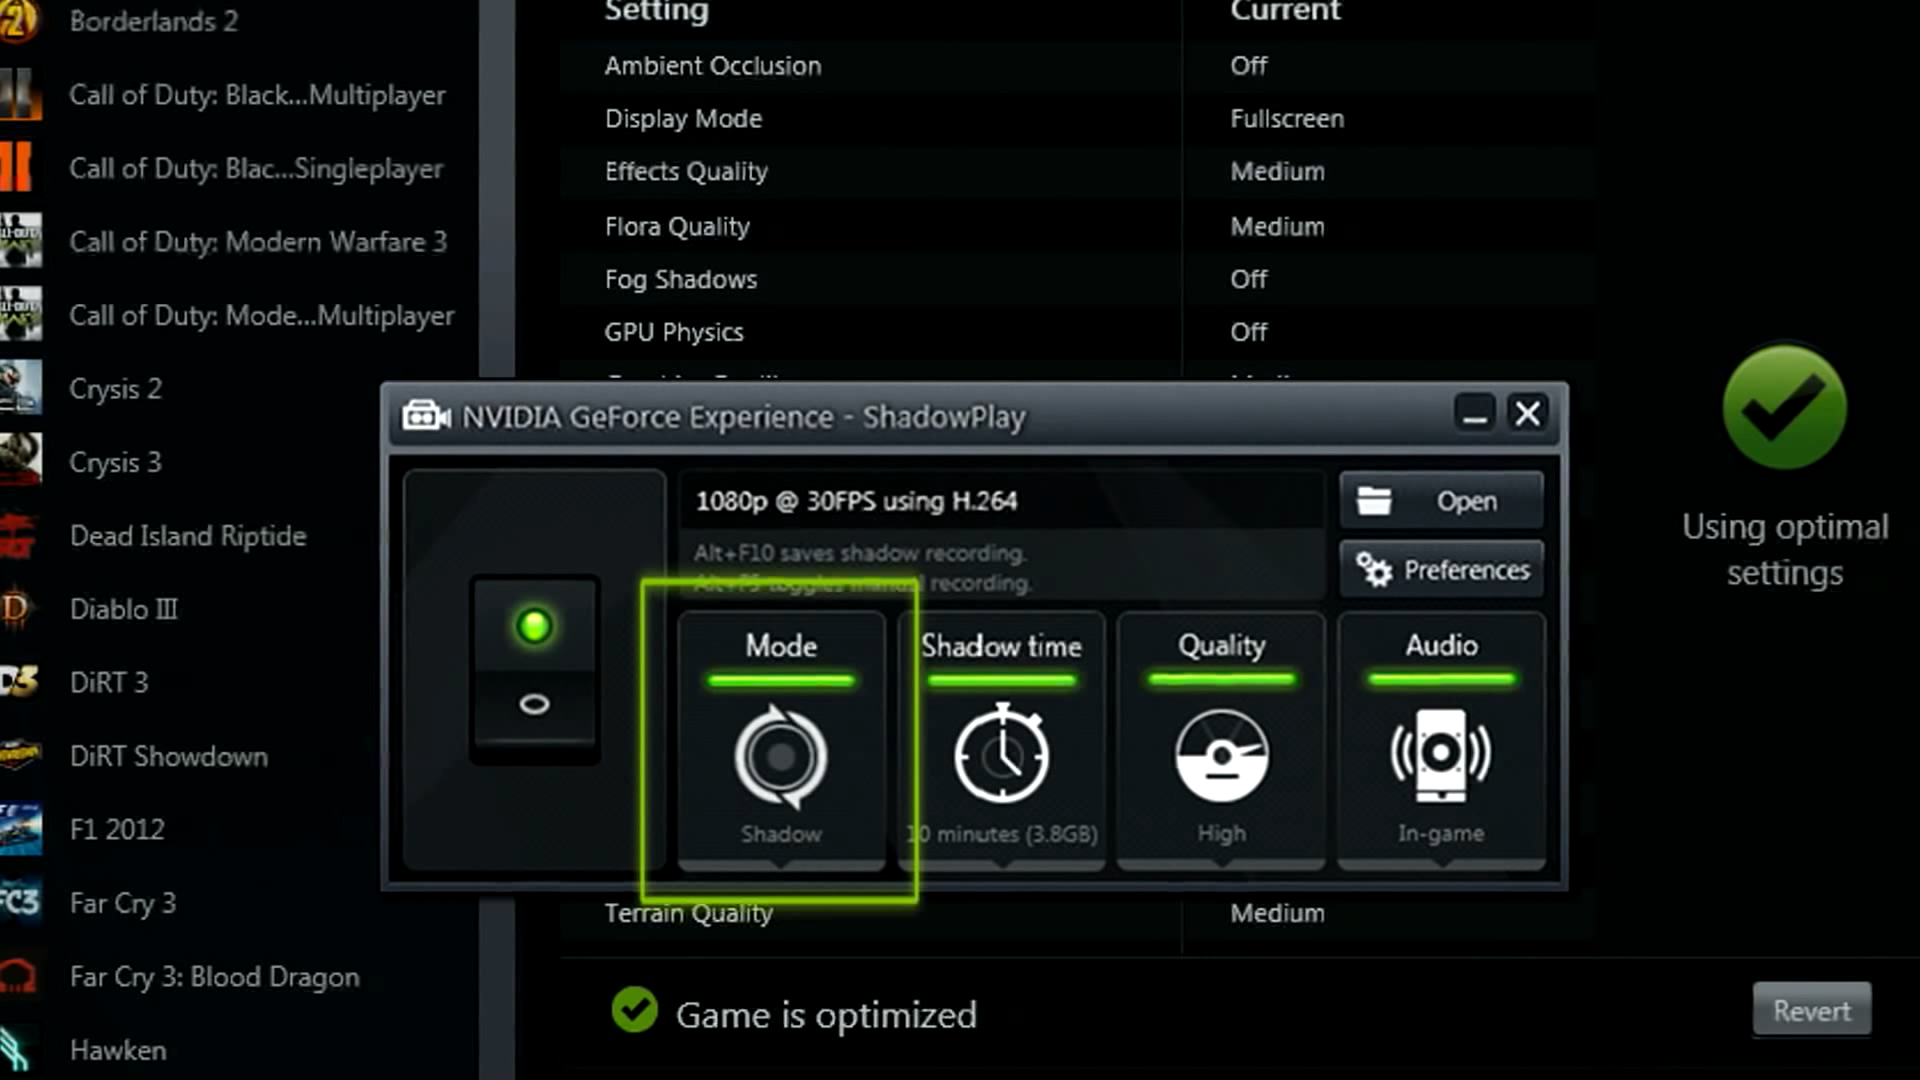 Borderlands 2
Call of Duty: Black...Multiplayer
Call of Duty: Blac...Singleplayer
Call of Duty: Modern Warfare 3
Call of Duty: Mode...Multiplayer
Crysis 2
Crysis 3
Dead Island Riptide
Diablo III
DiRT 3
DiRT Showdown
F1 2012
Far Cry 3
Far Cry 3: Blood Dragon
Hawken
Setting Current
Ambient Occlusion Off
Display Mode Fullscreen
Effects Quality Medium
Flora Quality Medium
Fog Shadows Off
GPU Physics Off
NVIDIA GeForce Experience - ShadowPlay
1080p @ 30FPS using H.264
Alt+F10 saves shadow recording.
Alt+F9 toggles manual recording.
Open
Preferences
Mode
Shadow
Shadow time
10 minutes (3.8GB)
Quality
High
Audio
In-game
Terrain Quality Medium
Game is optimized
Using optimal
settings
Revert